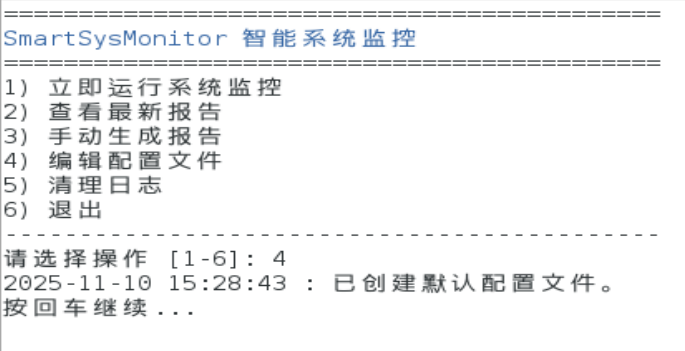 ============================================
SmartSysMonitor 智能系统监控
============================================
1) 立即运行系统监控
2) 查看最新报告
3) 手动生成报告
4) 编辑配置文件
5) 清理日志
6) 退出
--------------------------------------------
请选择操作 [1-6]: 4
2025-11-10 15:28:43 : 已创建默认配置文件。
按回车继续...